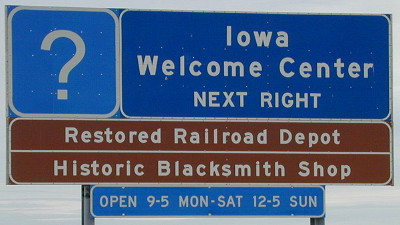 ?
Iowa
Welcome Center
NEXT RIGHT
Restored Railroad Depot
Historic Blacksmith Shop
OPEN 9-5 MON-SAT 12-5 SUN